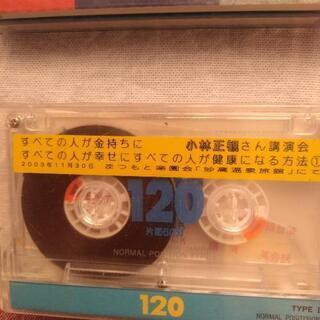 TYPE
すべての人が金持ちに 小林正観さん講演会
すべての人が幸せにすべての人が健康になる方法①
2003年11月30日 まつもと楽園会「妙鷹温泉旅館」にて
120
片面60分
NORMAL POSITION
120
TYPE I
NORMAL POSITION